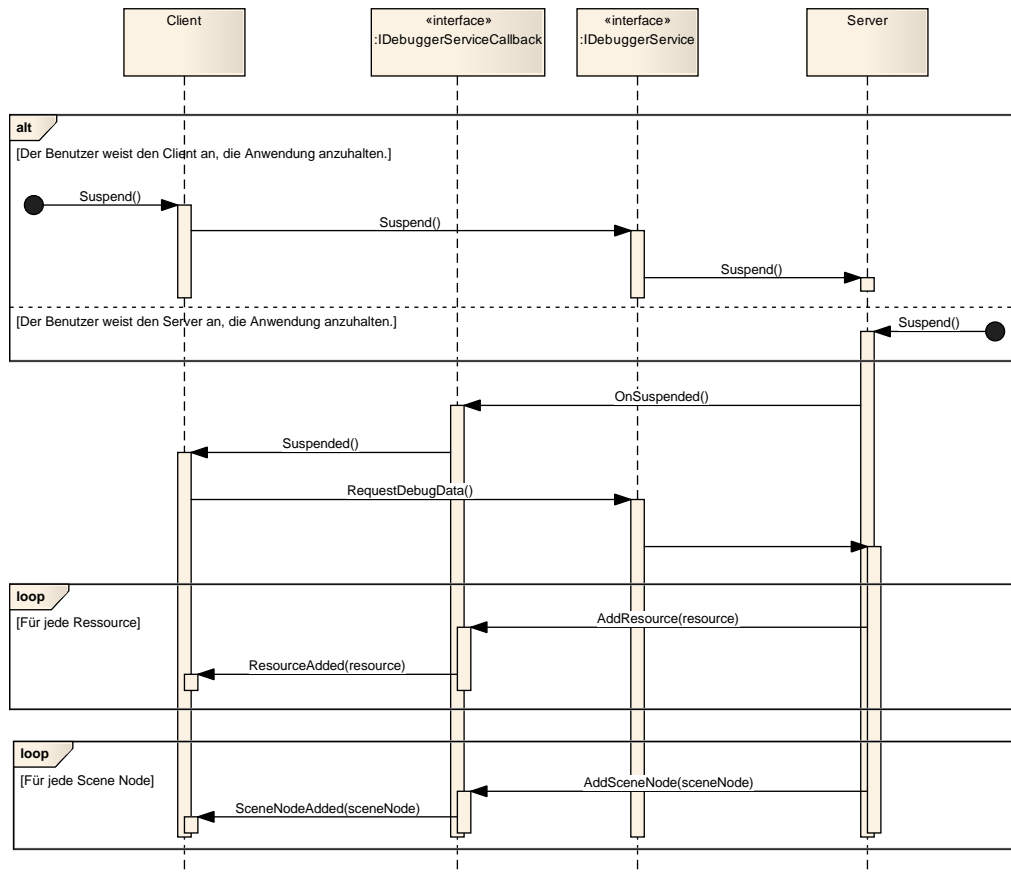 Client
«interface»
:IDebuggerServiceCallback
«interface»
:IDebuggerService
Server
alt
[Der Benutzer weist den Client an, die Anwendung anzuhalten.]
Suspend()
Suspend()
Suspend()
[Der Benutzer weist den Server an, die Anwendung anzuhalten.]
Suspend()
OnSuspended()
Suspended()
RequestDebugData()
loop
[Für jede Ressource]
AddResource(resource)
ResourceAdded(resource)
loop
[Für jede Scene Node]
AddSceneNode(sceneNode)
SceneNodeAdded(sceneNode)